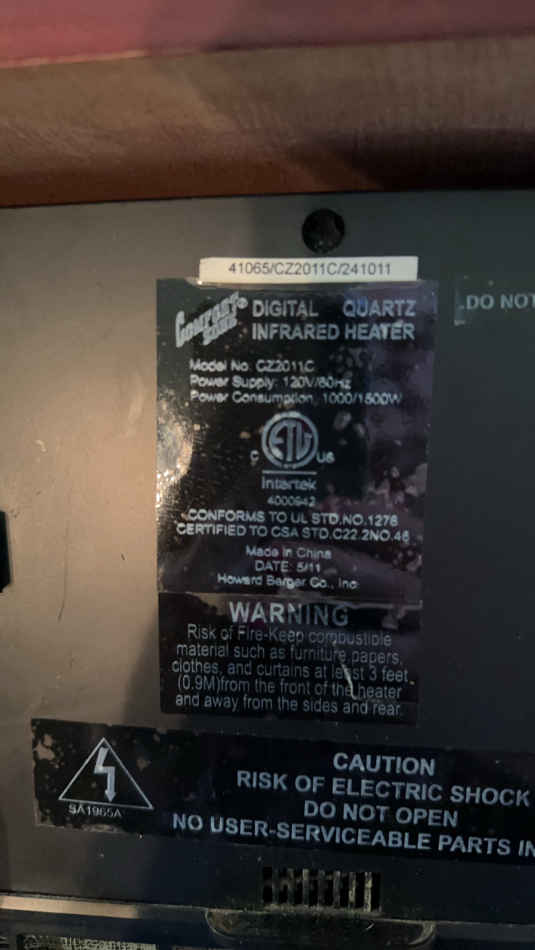 41065/CZ2011C/241011
COMFORT ZONE® DIGITAL QUARTZ
INFRARED HEATER
DO NOT
Model No. CZ2011C
Power Supply: 120V/60Hz
Power Consumption, 1000/1500W
ETL
C US
Intertek
4000642
CONFORMS TO UL STD.NO.1278
CERTIFIED TO CSA STD.C22.2NO.46
Made in China
DATE: 5/11
Howard Berger Co., Inc
WARNING
Risk of Fire-Keep combustible
material such as furniture, papers,
clothes, and curtains at least 3 feet
(0.9M)from the front of the heater
and away from the sides and rear.
SA1965A
CAUTION
RISK OF ELECTRIC SHOCK
DO NOT OPEN
NO USER-SERVICEABLE PARTS IN